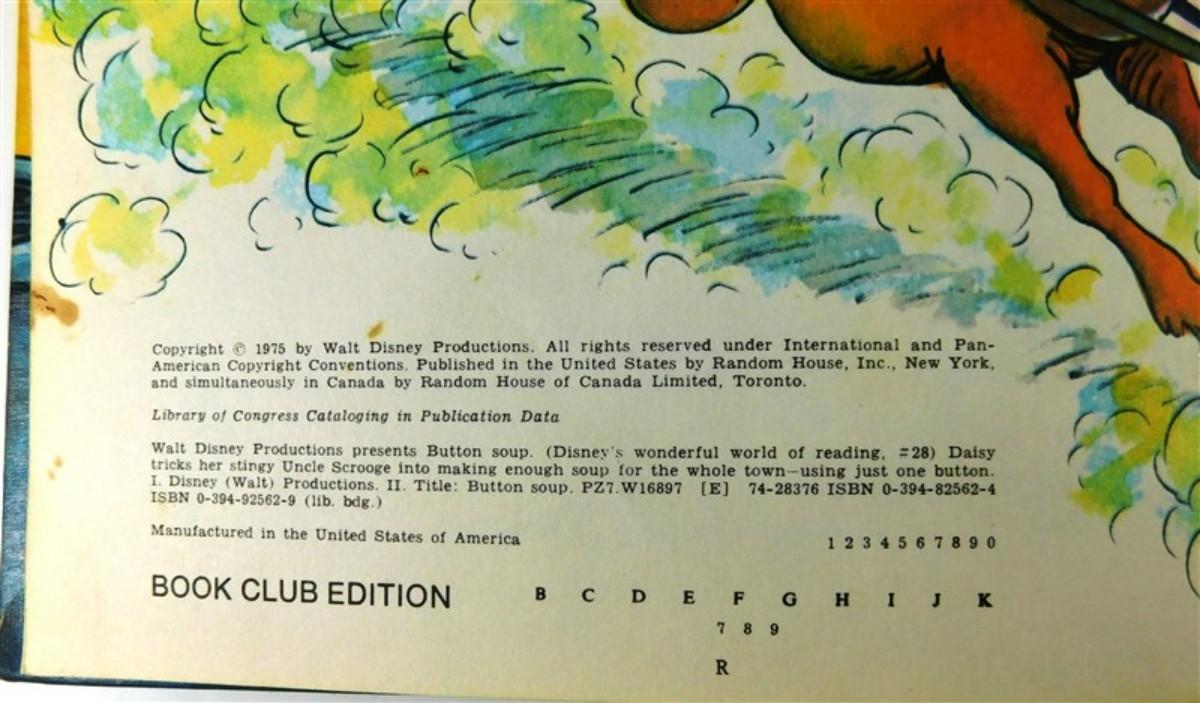 Copyright © 1975 by Walt Disney Productions. All rights reserved under International and Pan-
American Copyright Conventions. Published in the United States by Random House, Inc., New York,
and simultaneously in Canada by Random House of Canada Limited, Toronto.
Library of Congress Cataloging in Publication Data
Walt Disney Productions presents Button soup. (Disney's wonderful world of reading, #28) Daisy
tricks her stingy Uncle Scrooge into making enough soup for the whole town—using just one button.
I. Disney (Walt) Productions. II. Title: Button soup. PZ7.W16897 [E] 74-28376 ISBN 0-394-82562-4
ISBN 0-394-92562-9 (lib. bdg.)
Manufactured in the United States of America
1 2 3 4 5 6 7 8 9 0
BOOK CLUB EDITION
B C D E F G H I J K
7 8 9
R